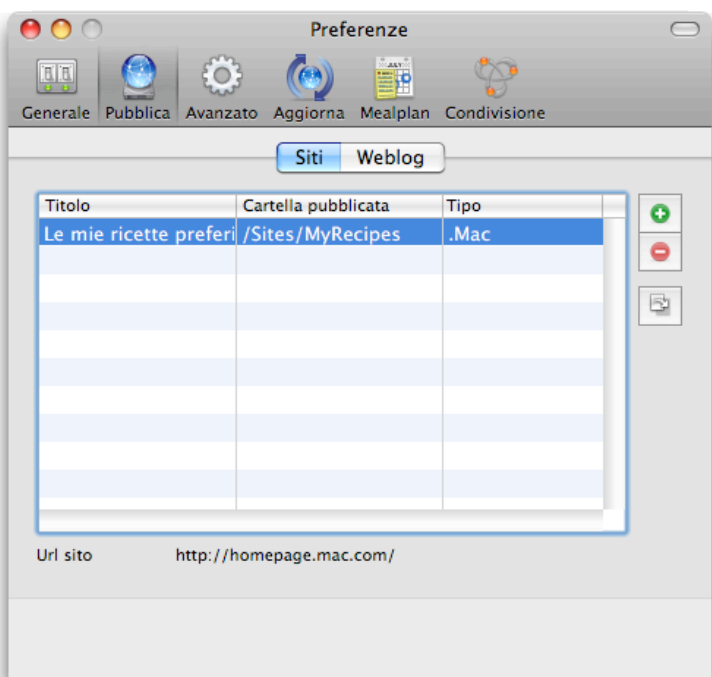 Preferenze
Generale Pubblica Avanzato Aggiorna Mealplan Condivisione
Siti Weblog
Titolo Cartella pubblicata Tipo
Le mie ricette preferi /Sites/MyRecipes .Mac
Url sito http://homepage.mac.com/